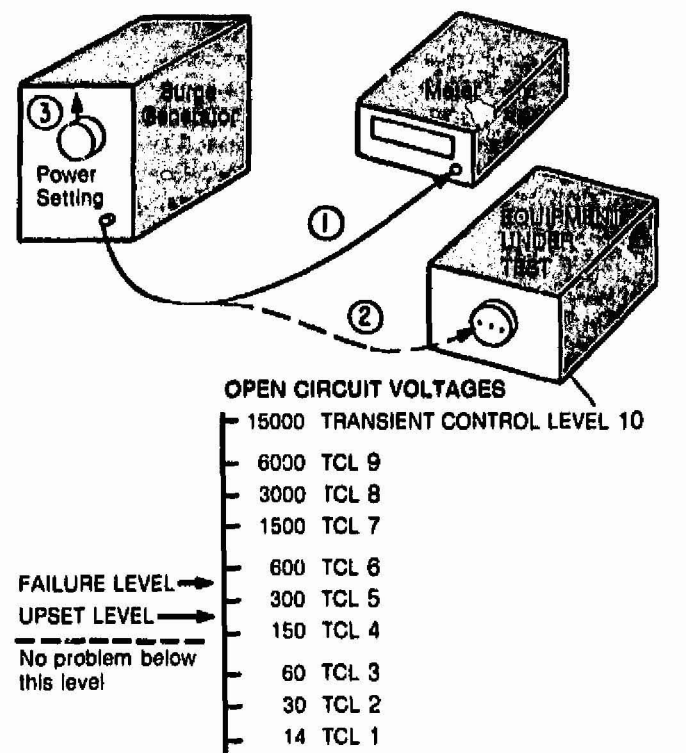 ③
Surge
Generator
Power
Setting
Meter
①
EQUIPMENT
UNDER
TEST
②
OPEN CIRCUIT VOLTAGES
15000 TRANSIENT CONTROL LEVEL 10
6000 TCL 9
3000 TCL 8
1500 TCL 7
600 TCL 6
FAILURE LEVEL
300 TCL 5
UPSET LEVEL
150 TCL 4
No problem below
this level
60 TCL 3
30 TCL 2
14 TCL 1